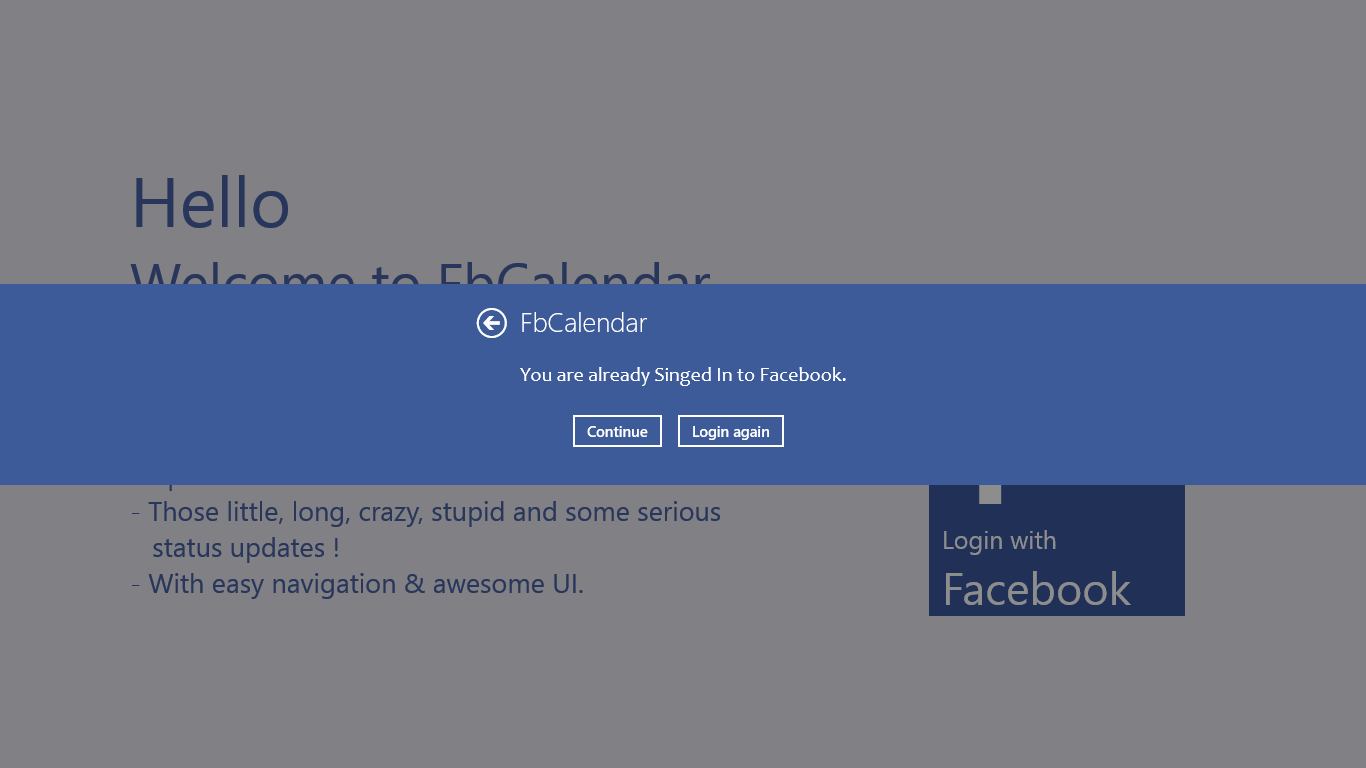 Hello
Welcome to FbCalendar
FbCalendar
You are already Singed In to Facebook.
Continue
Login again
- Those little, long, crazy, stupid and some serious
status updates !
- With easy navigation & awesome UI.
Login with
Facebook